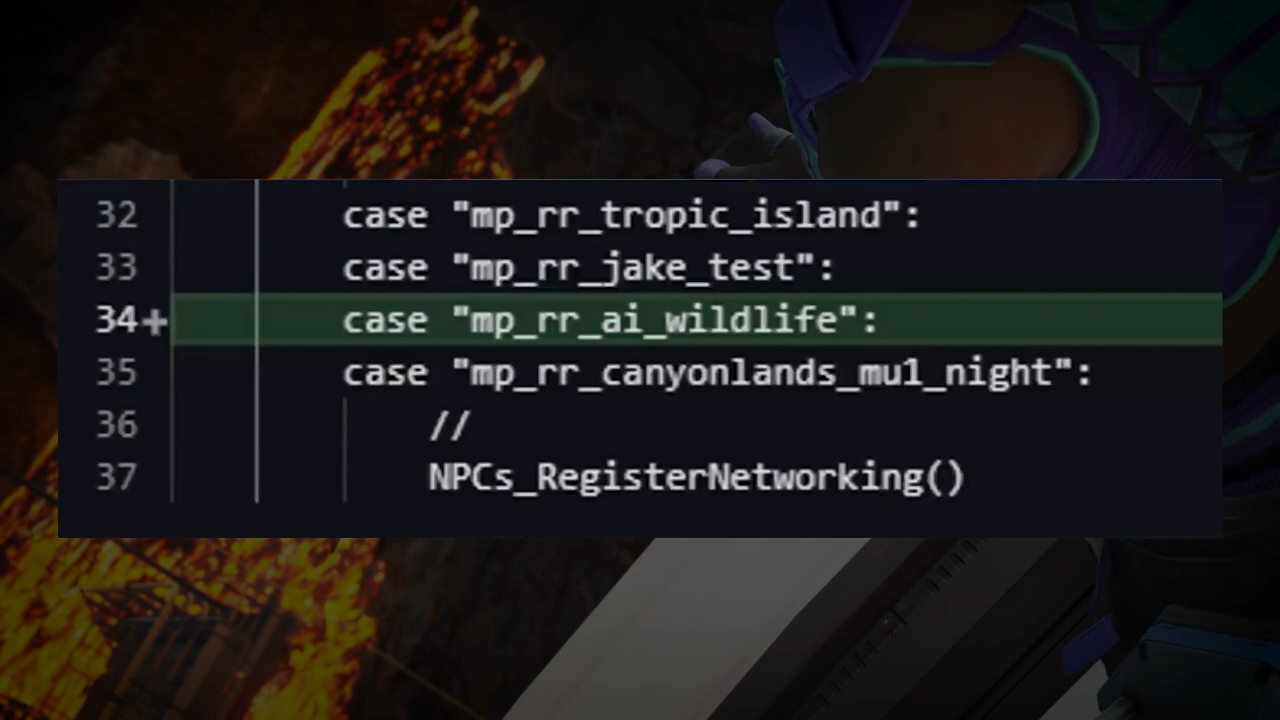 32 case "mp_rr_tropic_island":
33 case "mp_rr_jake_test":
34+ case "mp_rr_ai_wildlife":
35 case "mp_rr_canyonlands_mu1_night":
36 //
37 NPCs_RegisterNetworking()